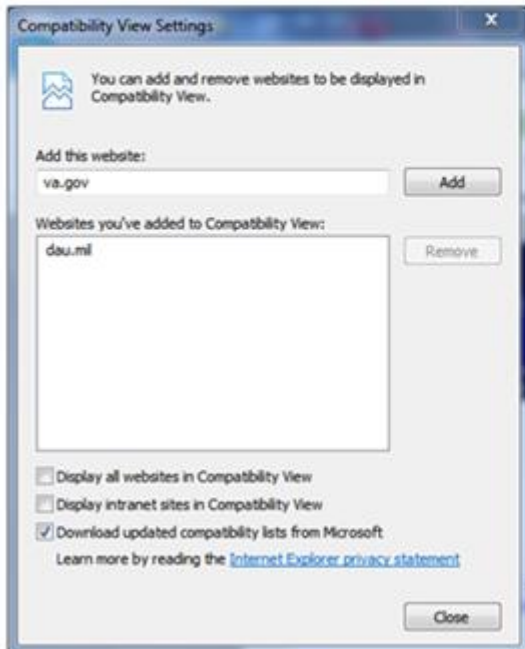 Compatibility View Settings
x
You can add and remove websites to be displayed in
Compatibility View.
Add this website:
va.gov
Add
Websites you've added to Compatibility View:
dau.mil
Remove
Display all websites in Compatibility View
Display intranet sites in Compatibility View
Download updated compatibility lists from Microsoft
Learn more by reading the Internet Explorer privacy statement
Close